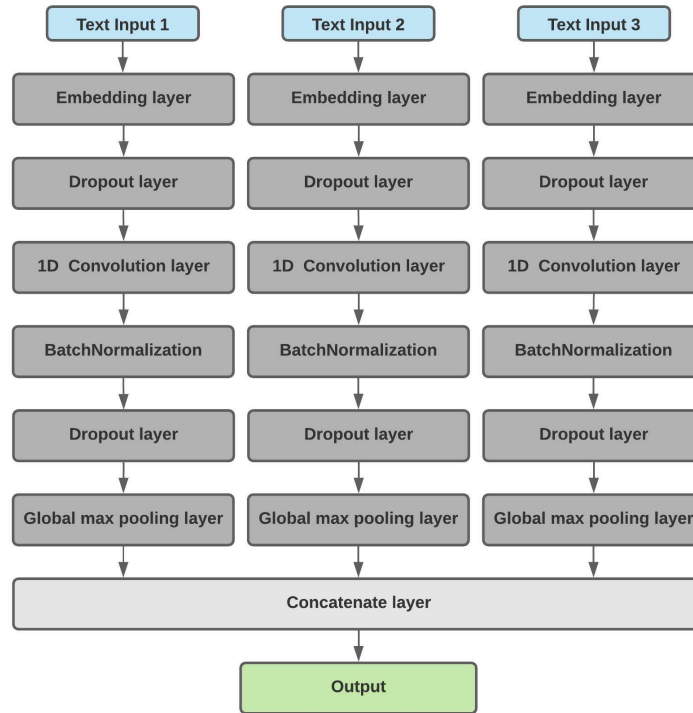 Text Input 1
Text Input 2
Text Input 3
Embedding layer
Embedding layer
Embedding layer
Dropout layer
Dropout layer
Dropout layer
1D  Convolution layer
1D  Convolution layer
1D  Convolution layer
BatchNormalization
BatchNormalization
BatchNormalization
Dropout layer
Dropout layer
Dropout layer
Global max pooling layer
Global max pooling layer
Global max pooling layer
Concatenate layer
Output